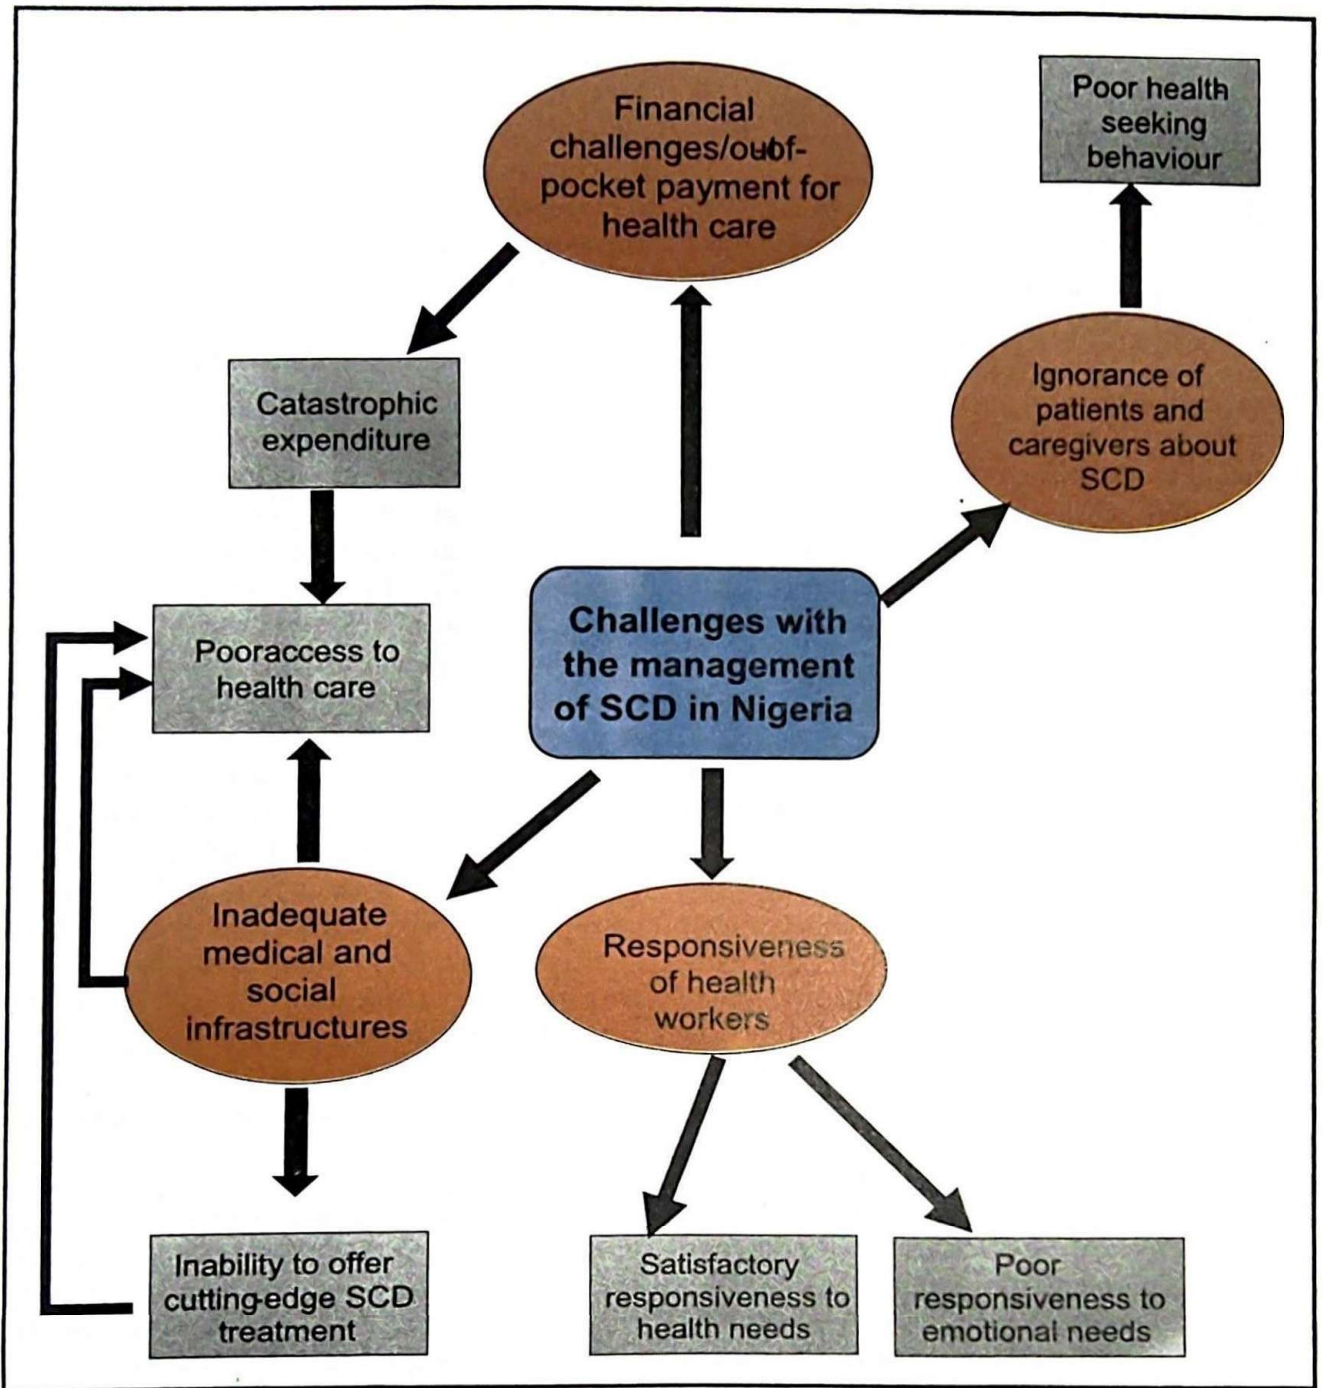 Financial
challenges/outof-
pocket payment for
health care
Poor health
seeking
behaviour
Catastrophic
expenditure
Ignorance of
patients and
caregivers about
SCD
Pooraccess to
health care
Challenges with
the management
of SCD in Nigeria
Inadequate
medical and
social
infrastructures
Responsiveness
of health
workers
Inability to offer
cutting-edge SCD
treatment
Satisfactory
responsiveness to
health needs
Poor
responsiveness to
emotional needs